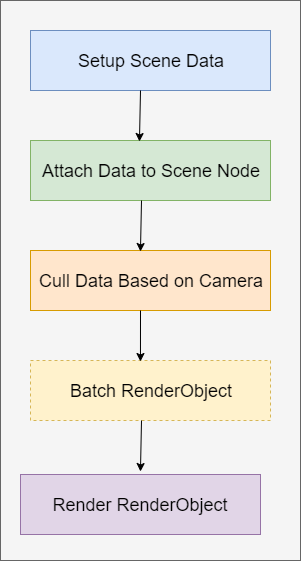 Setup Scene Data
Attach Data to Scene Node
Cull Data Based on Camera
Batch RenderObject
Render RenderObject